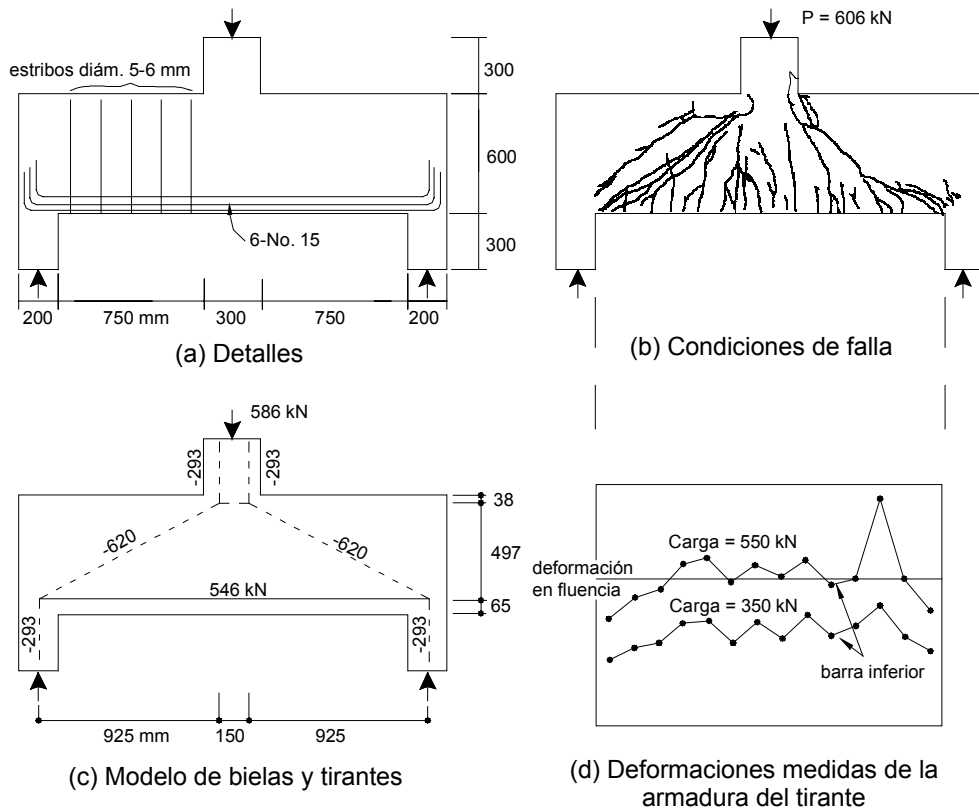 estribos diám. 5-6 mm
300
600
300
6-No. 15
200
750 mm
300
750
200
(a) Detalles
P = 606 kN
(b) Condiciones de falla
586 kN
-293
-293
38
-620
-620
497
546 kN
65
-293
-293
925 mm
150
925
(c) Modelo de bielas y tirantes
Carga = 550 kN
deformación
en fluencia
Carga = 350 kN
barra inferior
(d) Deformaciones medidas de la
armadura del tirante